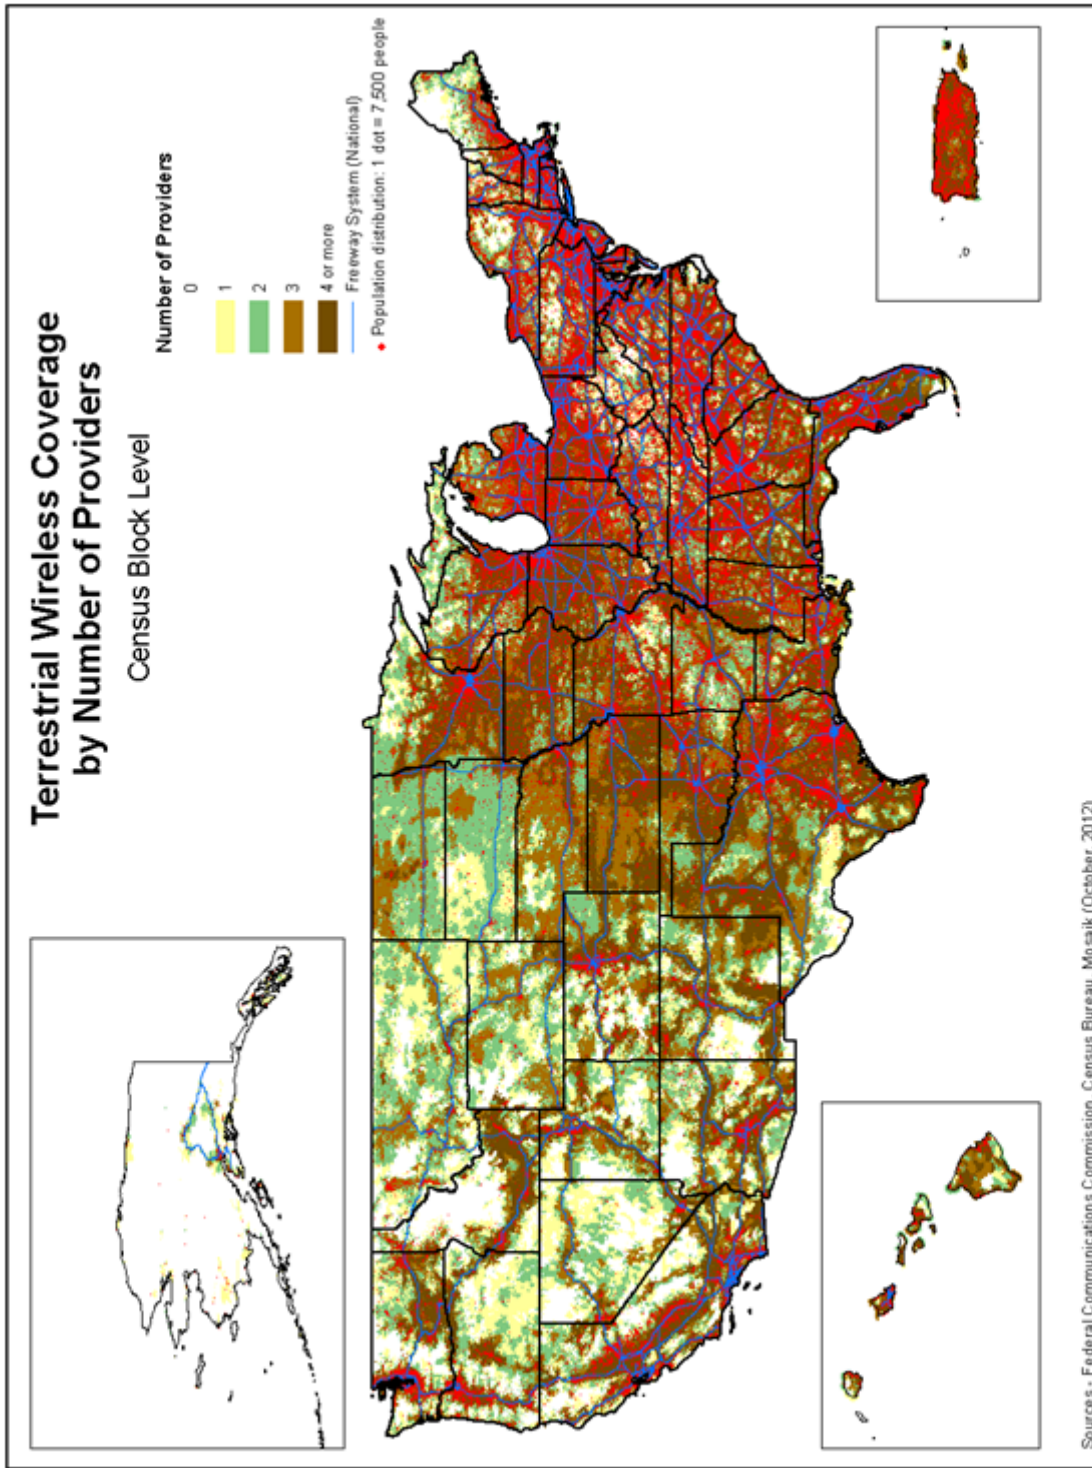 Terrestrial Wireless Coverage
by Number of Providers
Census Block Level
Number of Providers
0
1
2
3
4 or more
Freeway System (National)
Population distribution: 1 dot = 7,500 people
Sources: Federal Communications Commission, Census Bureau, Mosaik (October 2012)